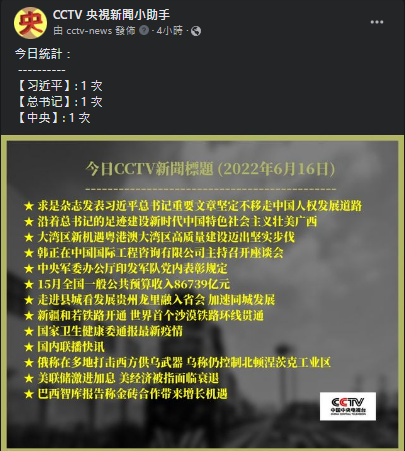 CCTV 央視新聞小助手
由 cctv-news 發佈 · 4小時 ·
今日統計：
----------
【习近平】: 1 次
【总书记】: 1 次
【中央】: 1 次
今日CCTV新聞標題 (2022年6月16日)
--------------------------------------------
★ 求是杂志发表习近平总书记重要文章坚定不移走中国人权发展道路
★ 沿着总书记的足迹建设新时代中国特色社会主义壮美广西
★ 大湾区新机遇粤港澳大湾区高质量建设迈出坚实步伐
★ 韩正在中国国际工程咨询有限公司主持召开座谈会
★ 中央军委办公厅印发军队党内表彰规定
★ 15月全国一般公共预算收入86739亿元
★ 走进县城看发展贵州龙里融入省会 加速同城发展
★ 新疆和若铁路开通 世界首个沙漠铁路环线贯通
★ 国家卫生健康委通报最新疫情
★ 国内联播快讯
★ 俄称在多地打击西方供乌武器 乌称仍控制北顿涅茨克工业区
★ 美联储激进加息 美经济被指面临衰退
★ 巴西智库报告称金砖合作带来增长机遇
CCTV
中国中央电视台